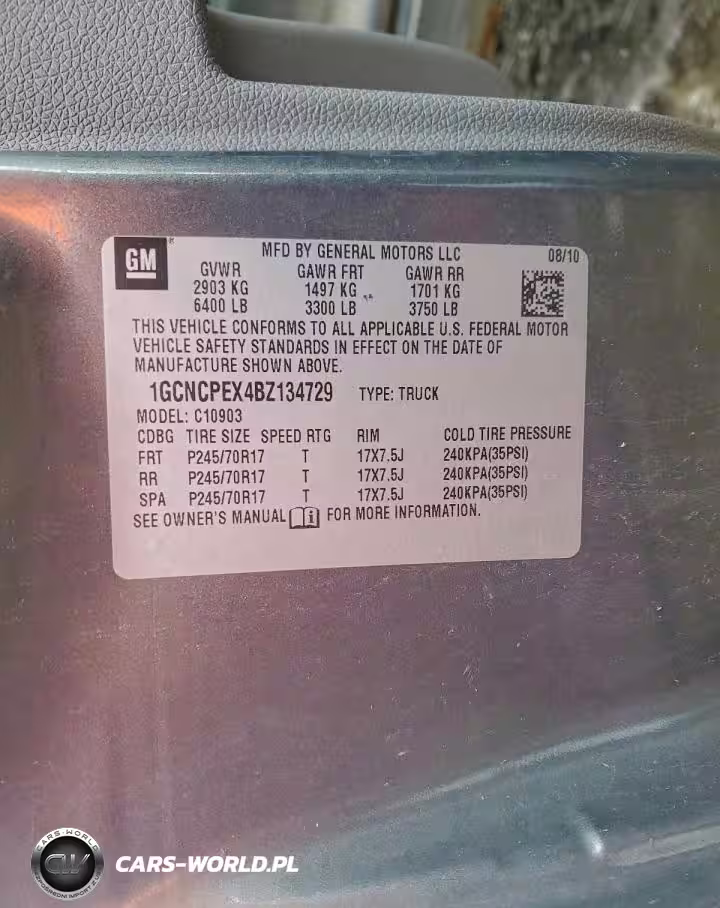 GM
MFD BY GENERAL MOTORS LLC 08/10
GVWR GAWR FRT GAWR RR
2903 KG 1497 KG 1701 KG
6400 LB 3300 LB 3750 LB
THIS VEHICLE CONFORMS TO ALL APPLICABLE U.S. FEDERAL MOTOR
VEHICLE SAFETY STANDARDS IN EFFECT ON THE DATE OF
MANUFACTURE SHOWN ABOVE.
1GCNCPEX4BZ134729 TYPE: TRUCK
MODEL: C10903
CDBG TIRE SIZE SPEED RTG RIM COLD TIRE PRESSURE
FRT P245/70R17 T 17X7.5J 240KPA(35PSI)
RR P245/70R17 T 17X7.5J 240KPA(35PSI)
SPA P245/70R17 T 17X7.5J 240KPA(35PSI)
SEE OWNER'S MANUAL i FOR MORE INFORMATION.
CARS-WORLD
CW
CARS-WORLD.PL